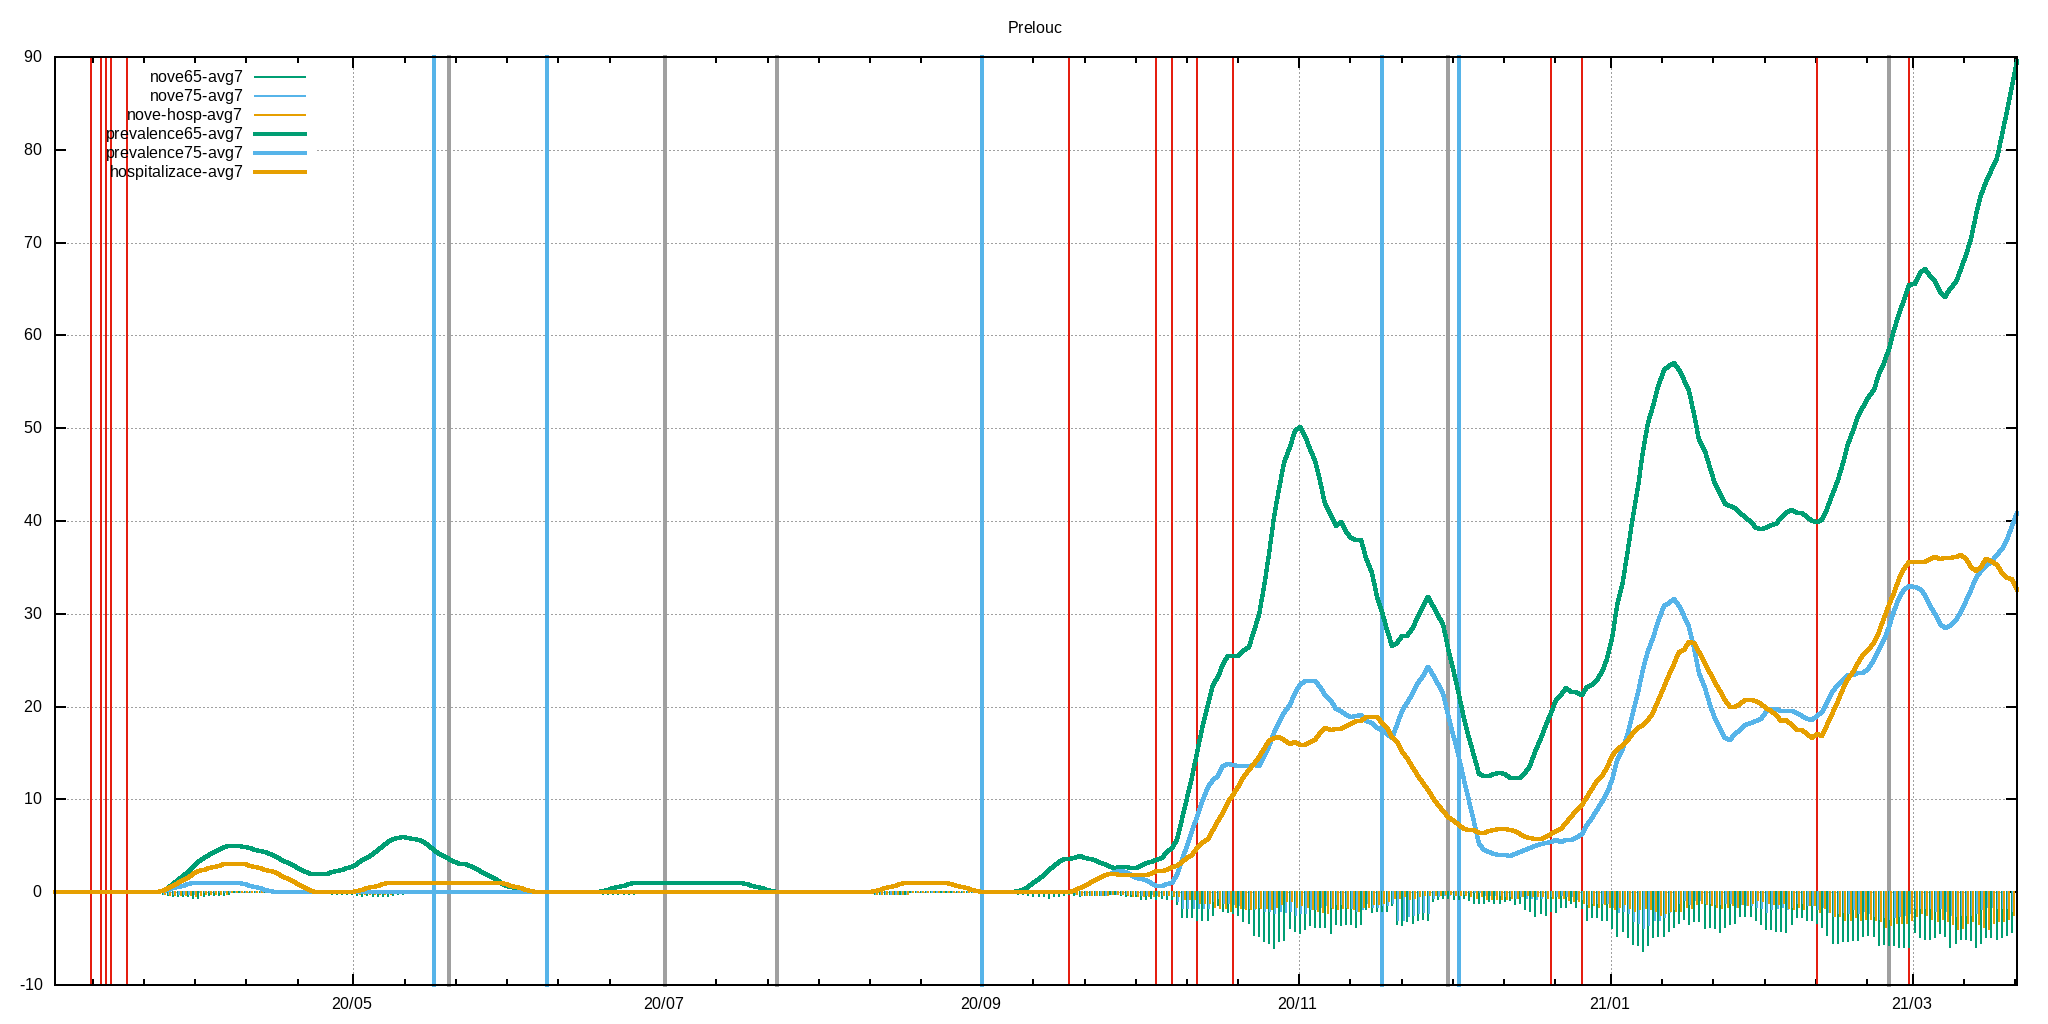 Prelouc
90
80
70
60
50
40
30
20
10
0
-10
nove65-avg7
nove75-avg7
nove-hosp-avg7
prevalence65-avg7
prevalence75-avg7
hospitalizace-avg7
20/05 20/07 20/09 20/11 21/01 21/03